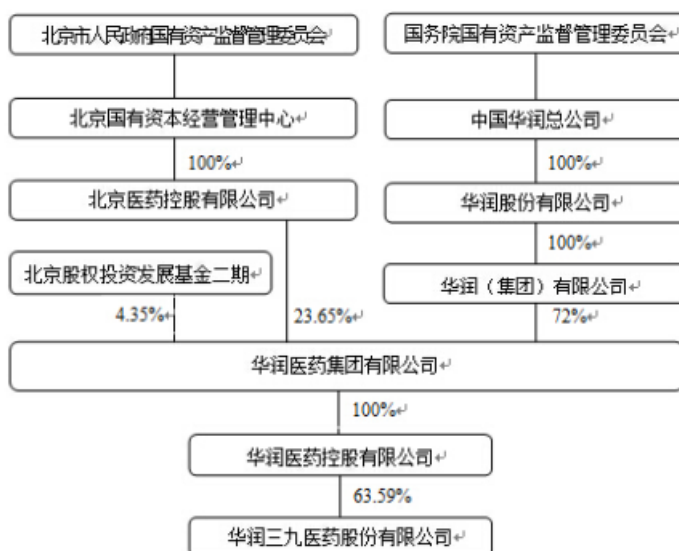 北京市人民政府国有资产监督管理委员会
国务院国有资产监督管理委员会
北京国有资本经营管理中心
中国华润总公司
100%
100%
北京医药控股有限公司
华润股份有限公司
100%
北京股权投资发展基金二期
华润（集团）有限公司
4.35%
23.65%
72%
华润医药集团有限公司
100%
华润医药控股有限公司
63.59%
华润三九医药股份有限公司